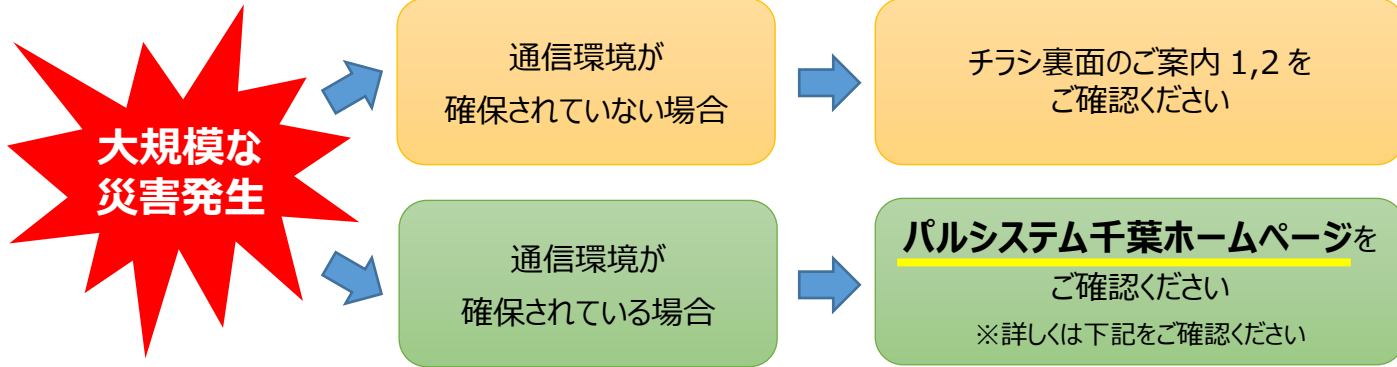 大規模な
災害発生
通信環境が
確保されていない場合
チラシ裏面のご案内 1,2 を
ご確認ください
通信環境が
確保されている場合
パルシステム千葉ホームページを
ご確認ください
※詳しくは下記をご確認ください